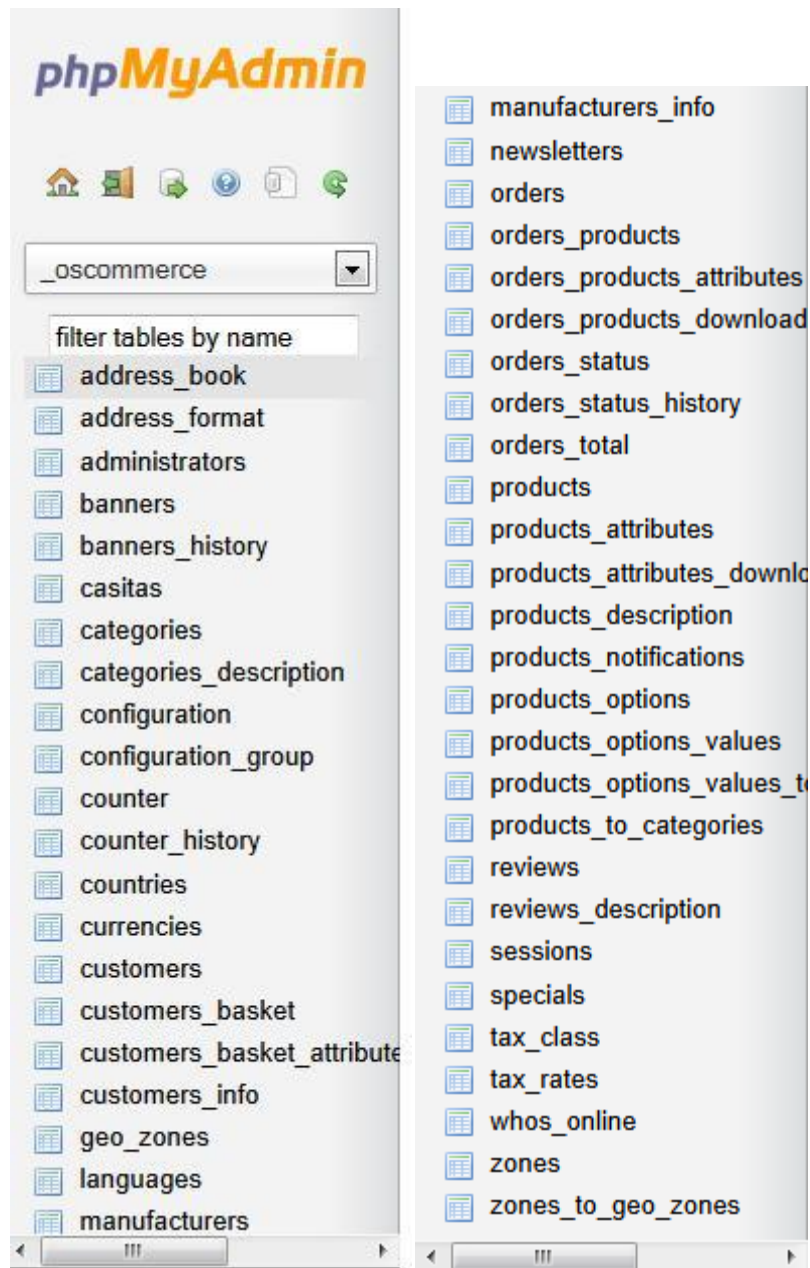 phpMyAdmin
_oscommerce
filter tables by name
address_book
address_format
administrators
banners
banners_history
casitas
categories
categories_description
configuration
configuration_group
counter
counter_history
countries
currencies
customers
customers_basket
customers_basket_attribute
customers_info
geo_zones
languages
manufacturers
manufacturers_info
newsletters
orders
orders_products
orders_products_attributes
orders_products_download
orders_status
orders_status_history
orders_total
products
products_attributes
products_attributes_downlo
products_description
products_notifications
products_options
products_options_values
products_options_values_t
products_to_categories
reviews
reviews_description
sessions
specials
tax_class
tax_rates
whos_online
zones
zones_to_geo_zones